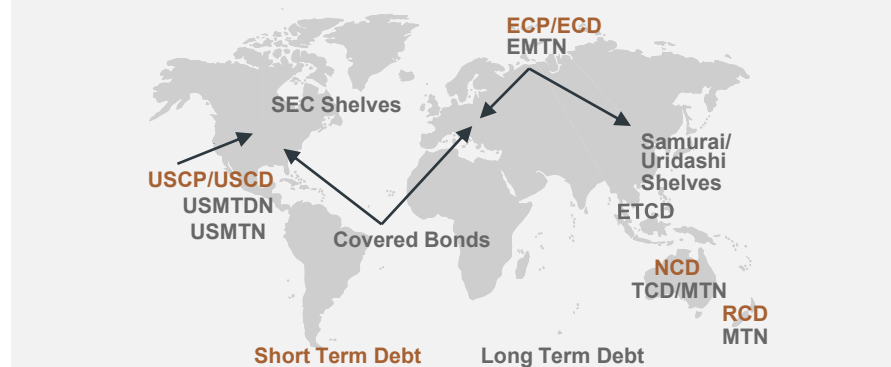 ECP/ECD
EMTN
SEC Shelves
Samurai/
Uridashi
Shelves
USCP/USCD
USMTDN
USMTN
ETCD
Covered Bonds
NCD
TCD/MTN
RCD
MTN
Short Term Debt
Long Term Debt